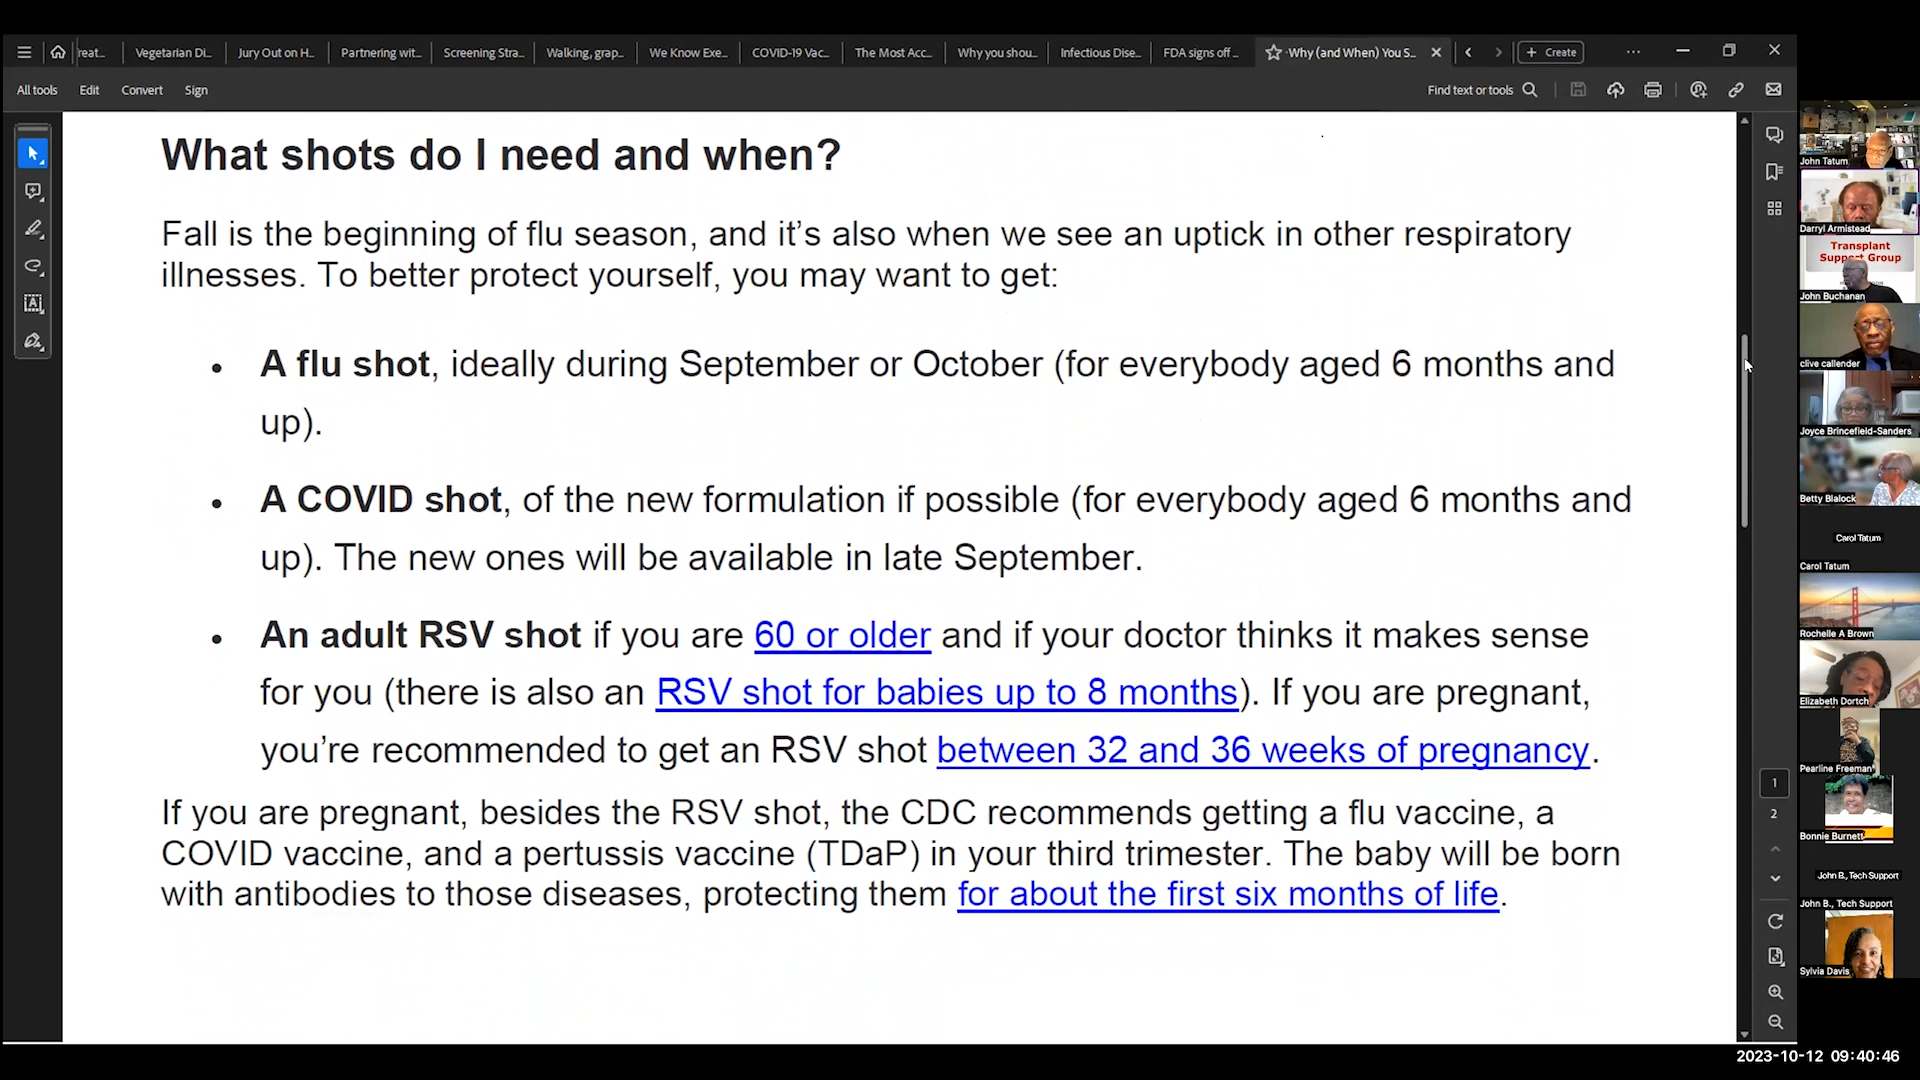 reat...
Vegetarian Di...
Jury Out on H...
Partnering wit...
Screening Stra...
Walking, grap...
We Know Exe...
COVID-19 Vac...
The Most Acc...
Why you shou...
Infectious Dise...
FDA signs off ...
Why (and When) You S...
+ Create
All tools
Edit
Convert
Sign
Find text or tools
What shots do I need and when?
Fall is the beginning of flu season, and it’s also when we see an uptick in other respiratory
illnesses. To better protect yourself, you may want to get:
• A flu shot, ideally during September or October (for everybody aged 6 months and
up).
• A COVID shot, of the new formulation if possible (for everybody aged 6 months and
up). The new ones will be available in late September.
• An adult RSV shot if you are 60 or older and if your doctor thinks it makes sense
for you (there is also an RSV shot for babies up to 8 months). If you are pregnant,
you’re recommended to get an RSV shot between 32 and 36 weeks of pregnancy.
If you are pregnant, besides the RSV shot, the CDC recommends getting a flu vaccine, a
COVID vaccine, and a pertussis vaccine (TDaP) in your third trimester. The baby will be born
with antibodies to those diseases, protecting them for about the first six months of life.
1
2
John Tatum
Darryl Armistead
Transplant
Support Group
John Buchanan
clive callender
Joyce Brincefield-Sanders
Betty Blalock
Carol Tatum
Carol Tatum
Rochelle A Brown
Elizabeth Dortch
Pearline Freeman
Bonnie Burnett
John B., Tech Support
John B., Tech Support
Sylvia Davis
2023-10-12 09:40:46